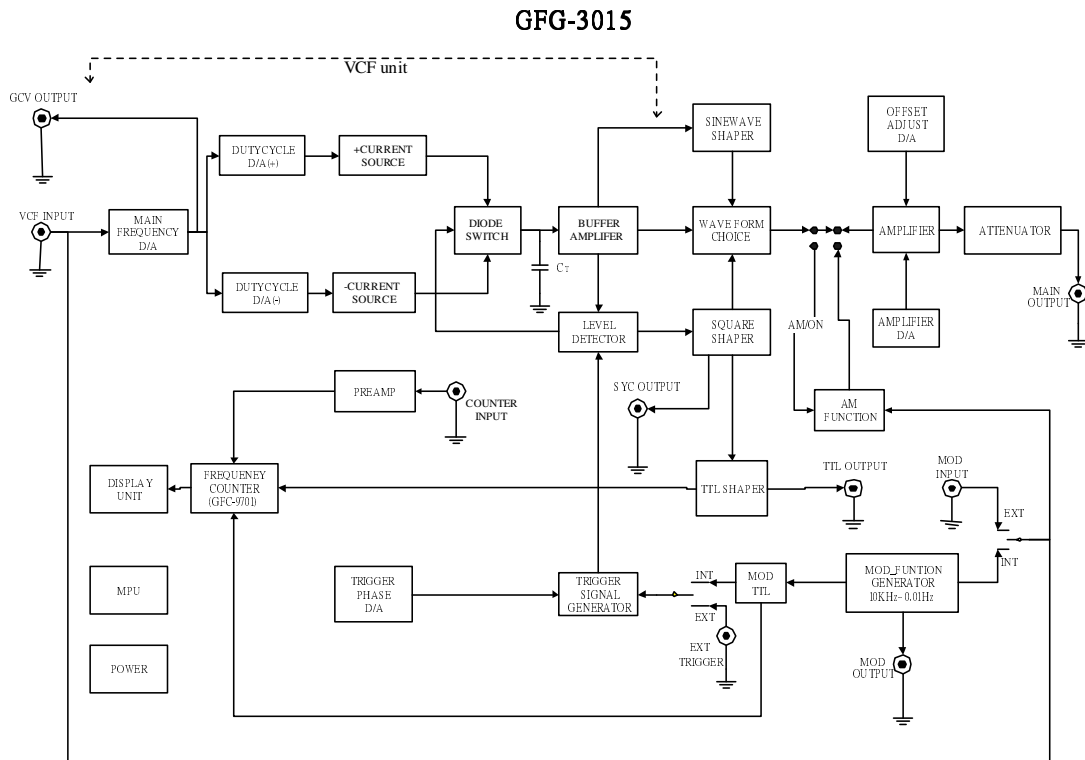 GFG-3015
VCF unit
GCV OUTPUT
VCF INPUT
MAIN
FREQUENCY
D/A
DUTYCYCLE
D/A(+)
+CURRENT
SOURCE
DUTYCYCLE
D/A(-)
-CURRENT
SOURCE
DIODE
SWITCH
CT
BUFFER
AMPLIFER
LEVEL
DETECTOR
SINEWAVE
SHAPER
WAVE FORM
CHOICE
SQUARE
SHAPER
OFFSET
ADJUST
D/A
AMPLIFIER
ATTENUATOR
MAIN
OUTPUT
AMPLIFIER
D/A
AM/ON
AM
FUNCTION
SYC OUTPUT
PREAMP
COUNTER
INPUT
DISPLAY
UNIT
FREQUENEY
COUNTER
(GFC-9701)
TTL SHAPER
TTL OUTPUT
MOD
INPUT
EXT
INT
MPU
POWER
TRIGGER
PHASE
D/A
TRIGGER
SIGNAL
GENERATOR
INT
EXT
MOD
TTL
EXT
TRIGGER
MOD_FUNTION
GENERATOR
10KHz~0.01Hz
MOD
OUTPUT